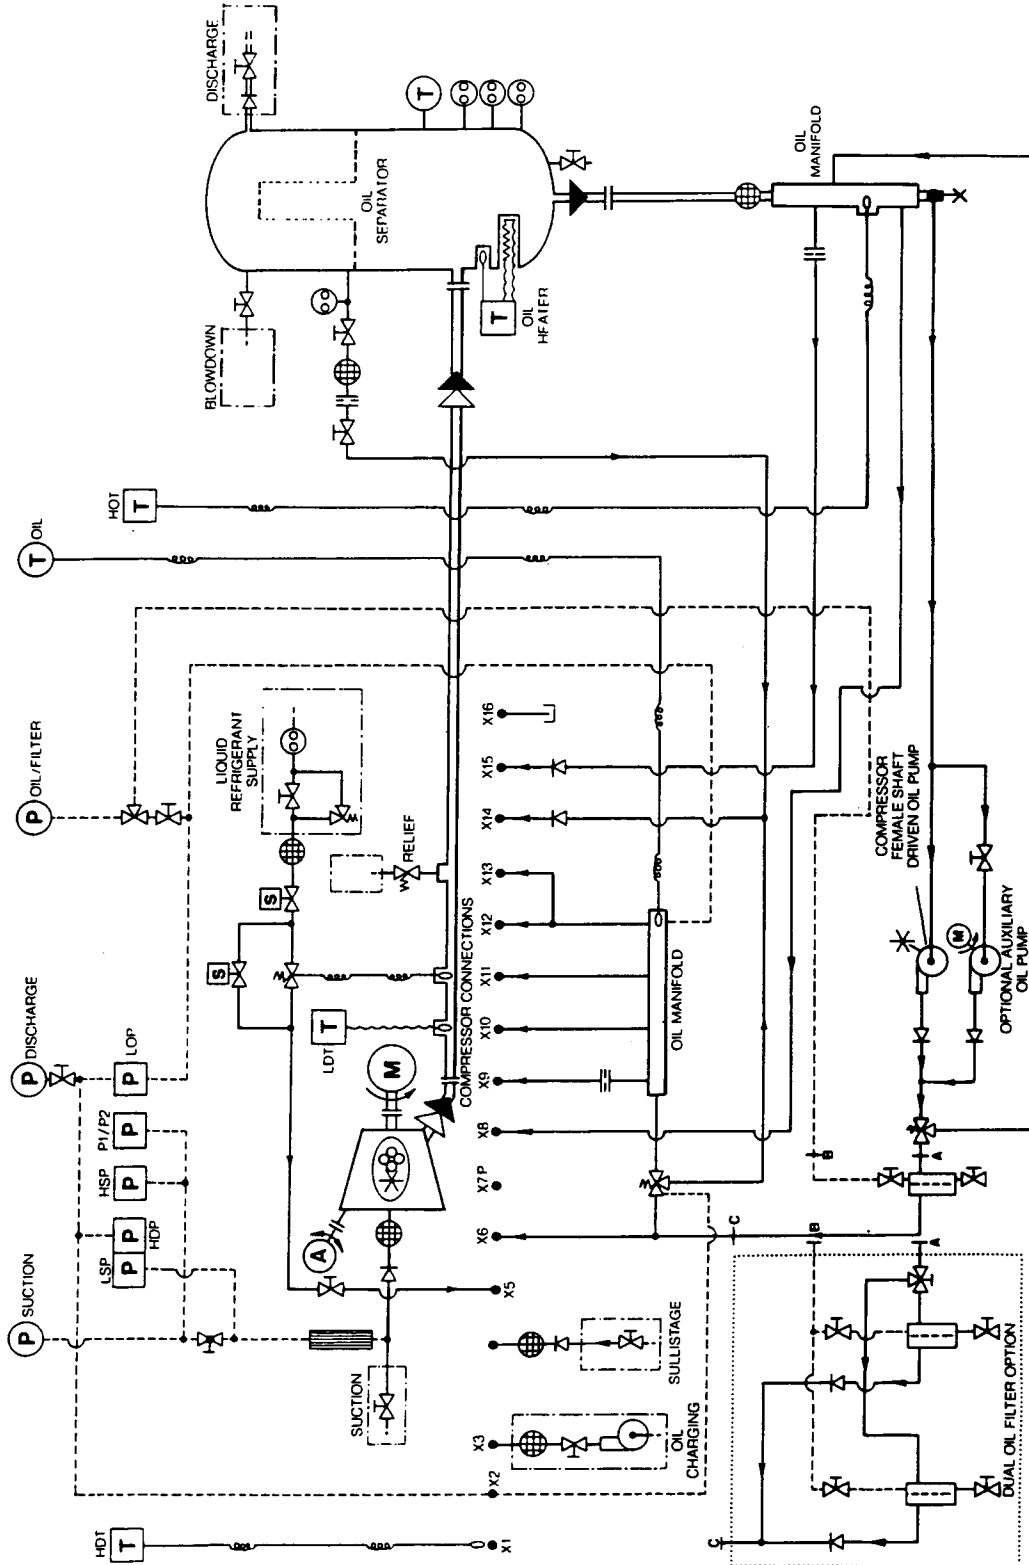 P SUCTION
P DISCHARGE
P OIL/FILTER
T OIL
HDT
T
LSP
P
P
HDP
HSP
P
P1/P2
P
P
LOP
HOT
T
BLOWDOWN
DISCHARGE
S
S
LIQUID
REFRIGERANT
SUPPLY
SUCTION
A
M
LDT
T
RELIEF
OIL
SEPARATOR
T
T
OIL
HEATER
COMPRESSOR CONNECTIONS
X1
X2
X3
X5
X6
X7P
X8
X9
X10
X11
X12
X13
X14
X15
X16
OIL
CHARGING
SULLISTAGE
OIL MANIFOLD
OIL
MANIFOLD
C
C
B
B
A
A
COMPRESSOR
FEMALE SHAFT
DRIVEN OIL PUMP
M
OPTIONAL AUXILIARY
OIL PUMP
DUAL OIL FILTER OPTION